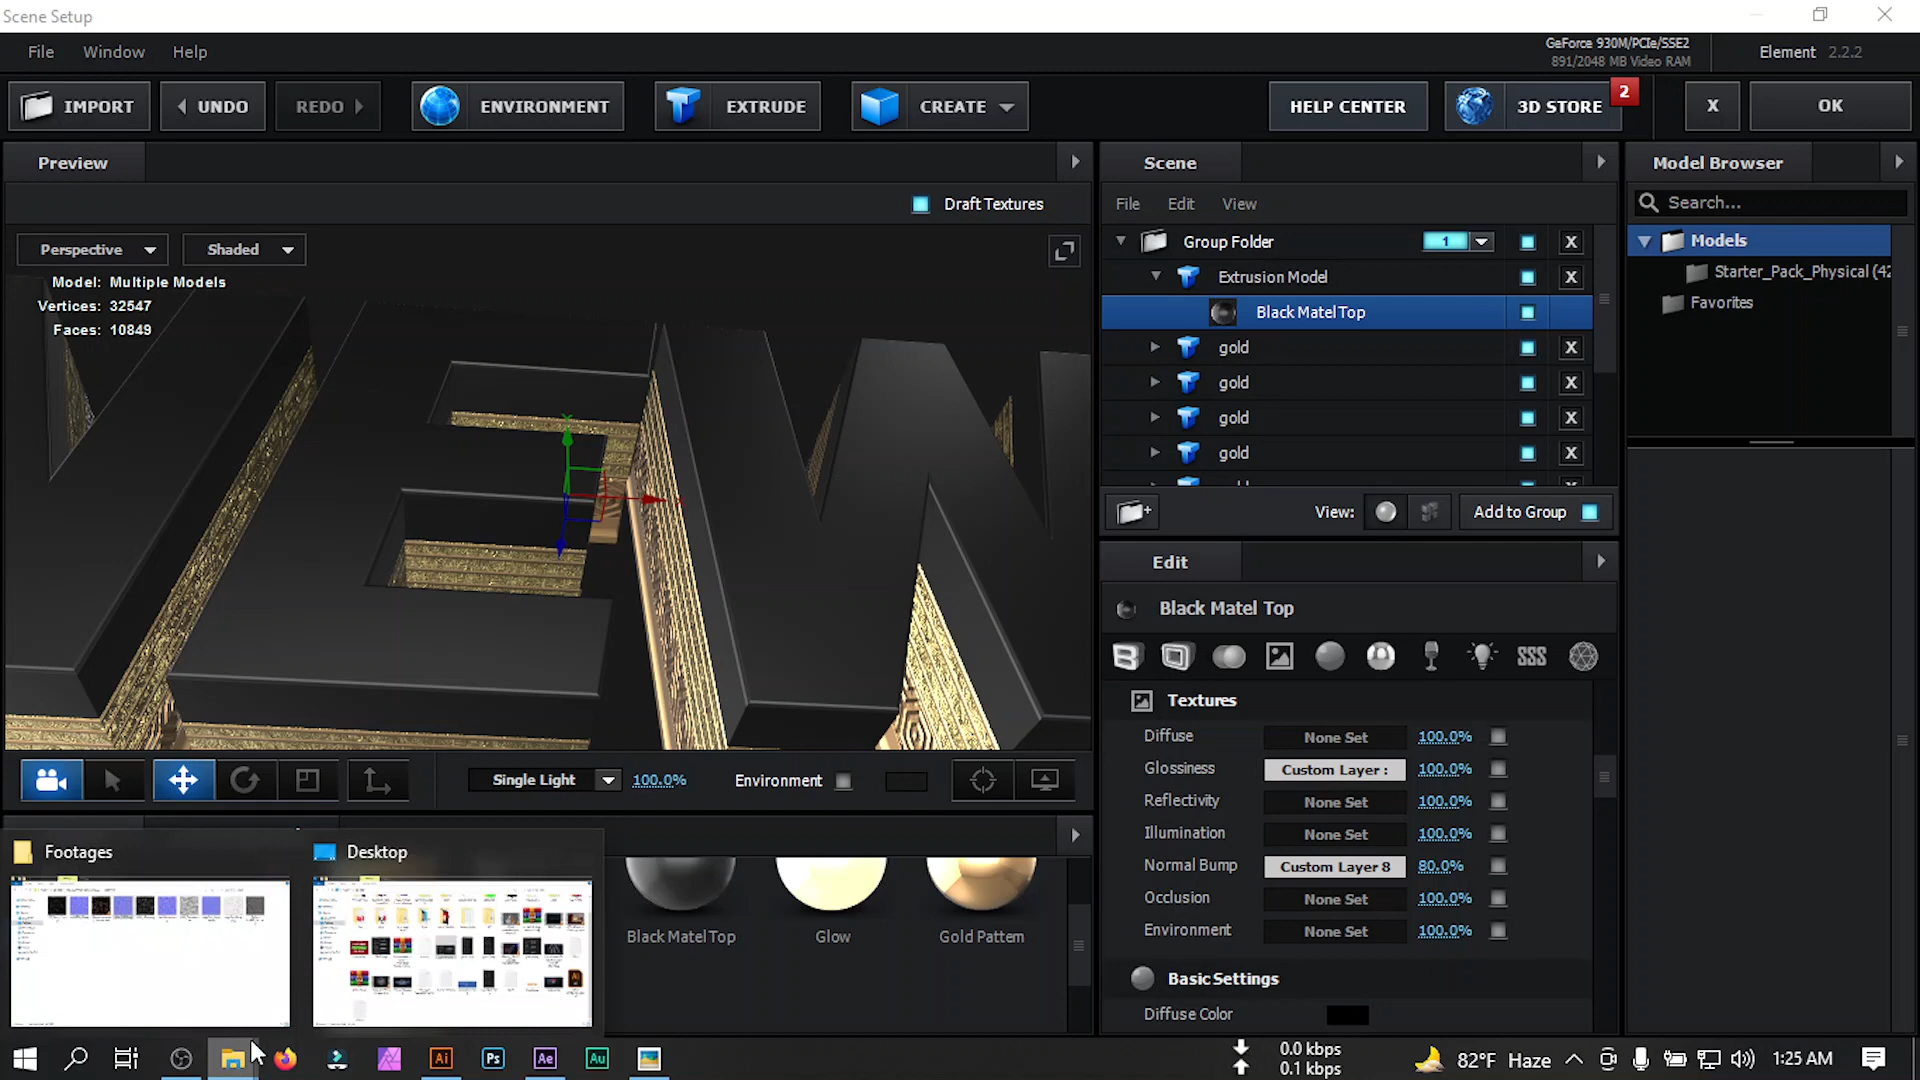 Scene Setup
File Window Help
GeForce 930M/PCIe/SSE2
891/2048 MB Video RAM
Element 2.2.2
IMPORT UNDO REDO ENVIRONMENT EXTRUDE CREATE HELP CENTER 3D STORE 2 X OK
Preview
Draft Textures
Perspective Shaded
Model: Multiple Models
Vertices: 32547
Faces: 10849
Single Light 100.0% Environment
Scene
File Edit View
Group Folder 1 X
Extrusion Model X
Black Matel Top
gold X
gold X
gold X
gold X
View: Add to Group
Edit
Black Matel Top
SSS
Textures
Diffuse None Set 100.0%
Glossiness Custom Layer : 100.0%
Reflectivity None Set 100.0%
Illumination None Set 100.0%
Normal Bump Custom Layer 8 80.0%
Occlusion None Set 100.0%
Environment None Set 100.0%
Basic Settings
Diffuse Color
Model Browser
Search...
Models
Starter_Pack_Physical (42
Favorites
Footages Desktop
Black Matel Top Glow Gold Pattern
Ai Ps Ae Au
0.0 kbps
0.1 kbps
82°F Haze
1:25 AM